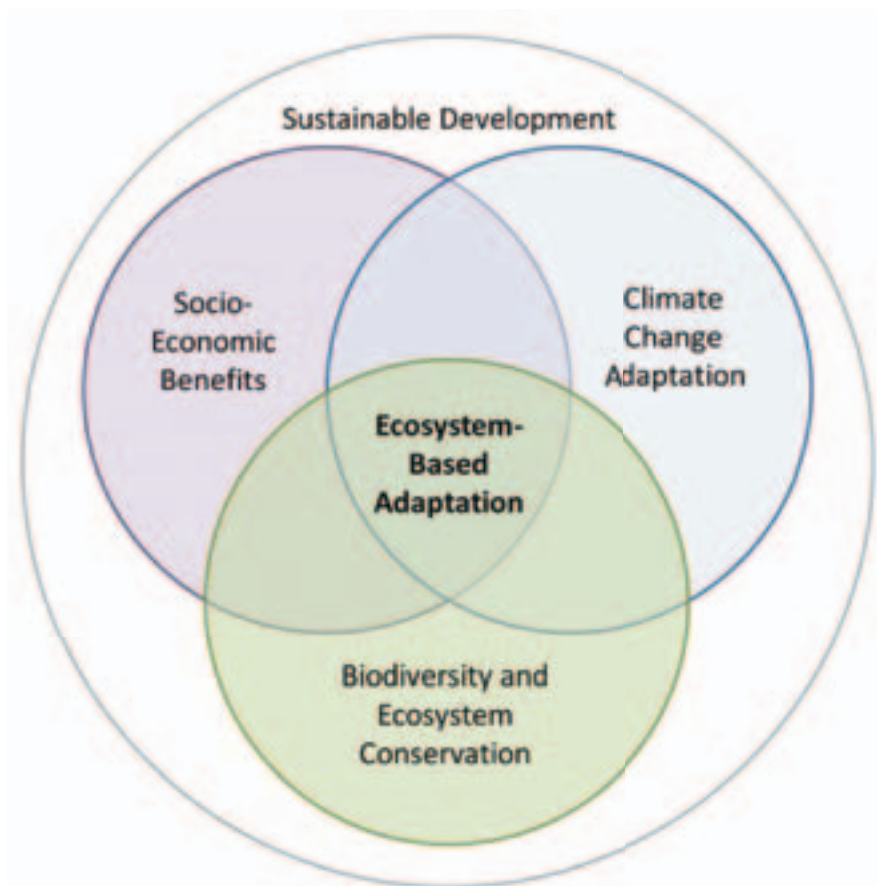 Sustainable Development
Socio-
Economic
Benefits
Climate
Change
Adaptation
Ecosystem-
Based
Adaptation
Biodiversity and
Ecosystem
Conservation